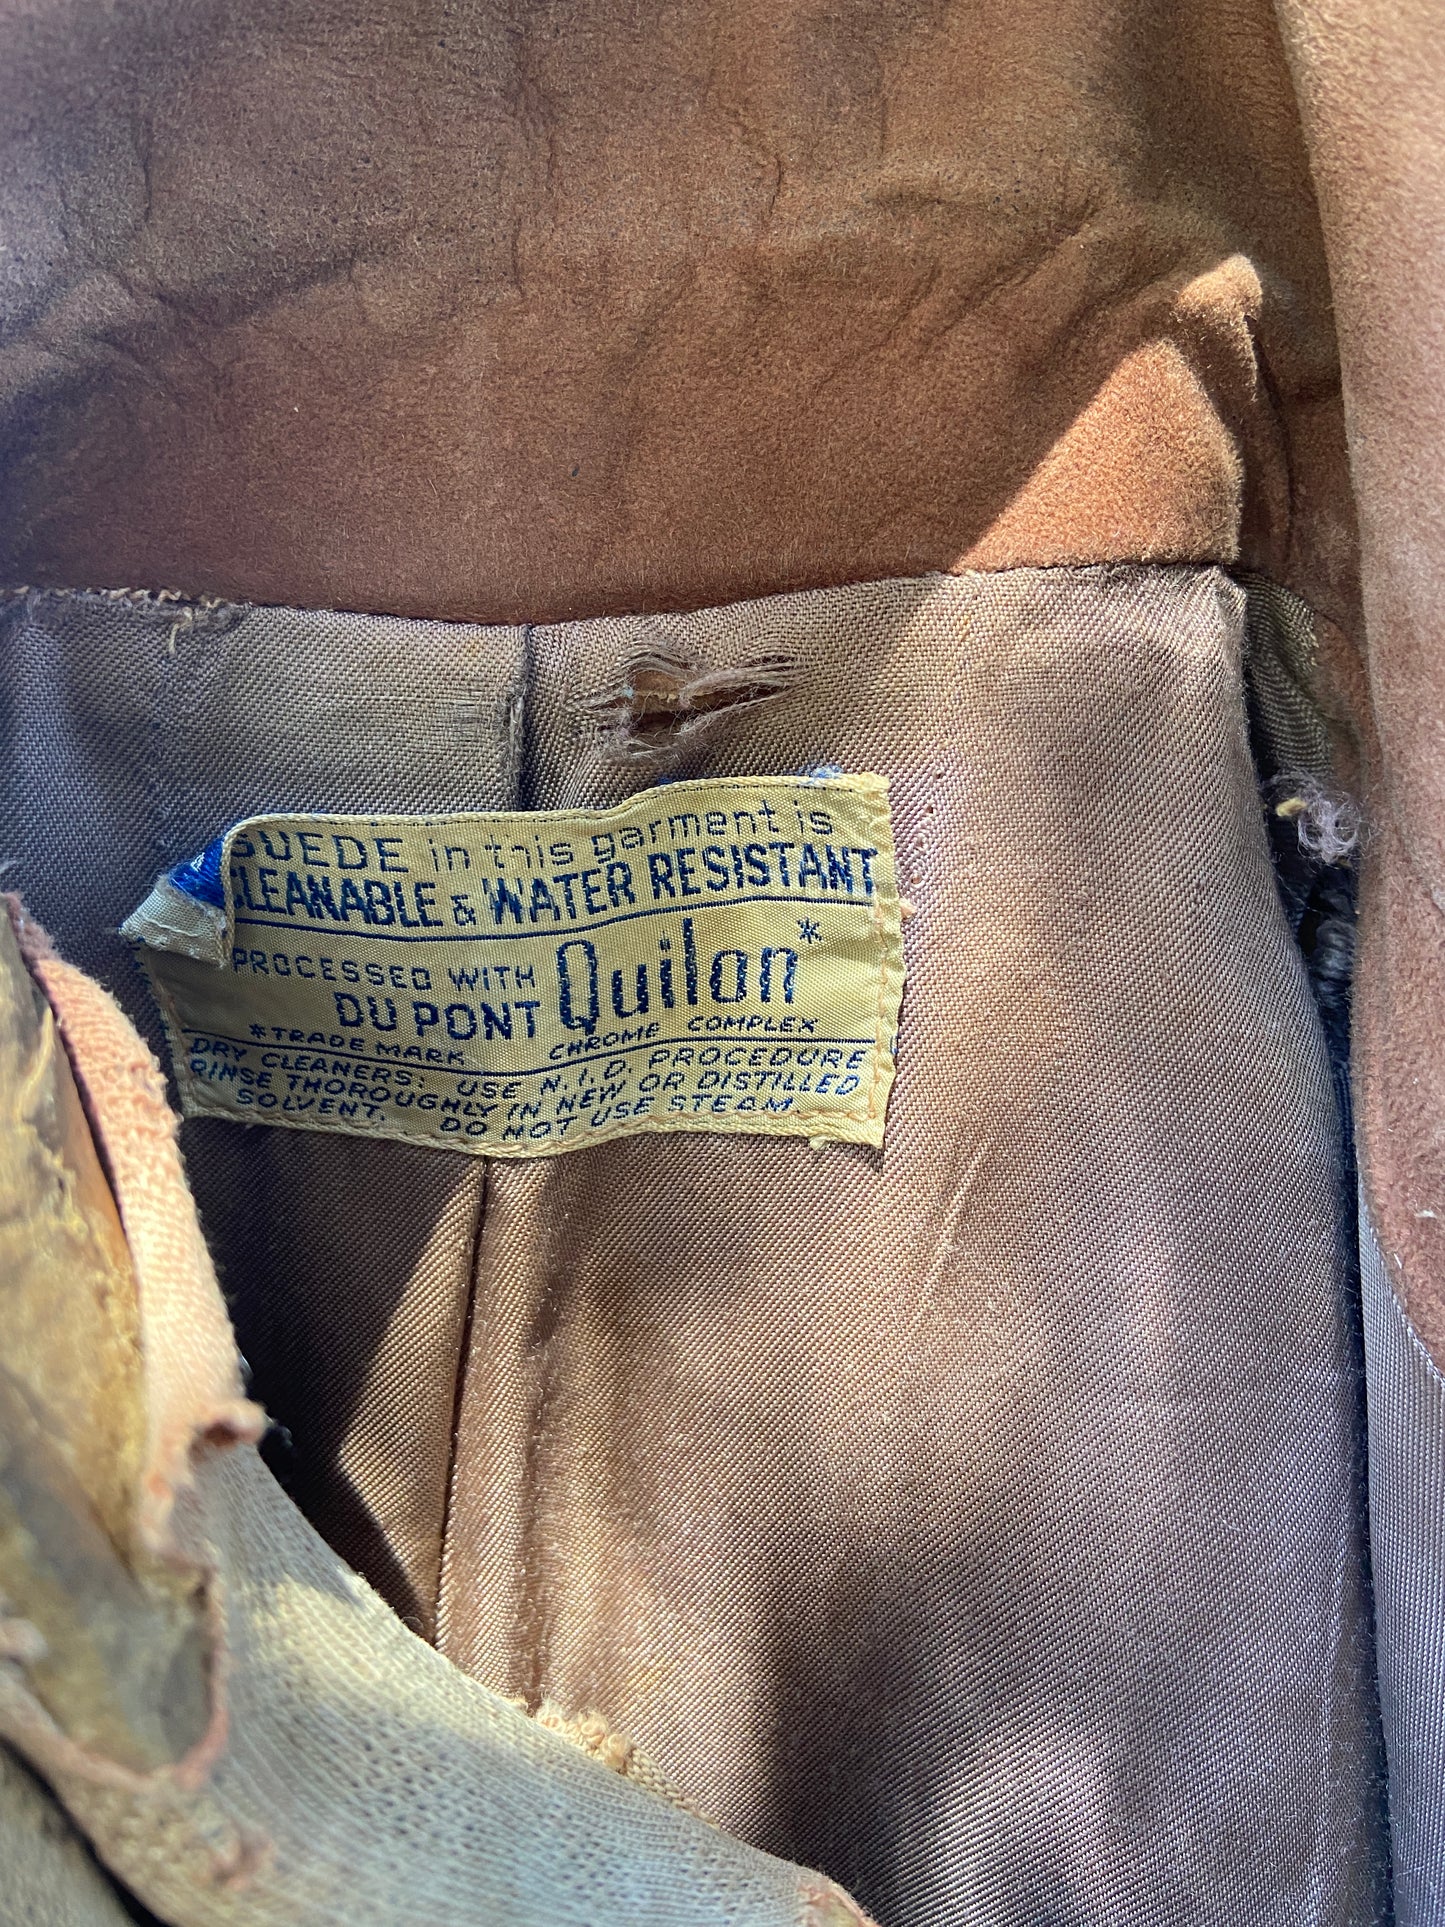 SUEDE in this garment is
CLEANABLE & WATER RESISTANT
PROCESSED WITH
DU PONT Quilon*
*TRADE MARK CHROME COMPLEX
DRY CLEANERS: USE N.I.D. PROCEDURE
RINSE THOROUGHLY IN NEW OR DISTILLED
SOLVENT. DO NOT USE STEAM